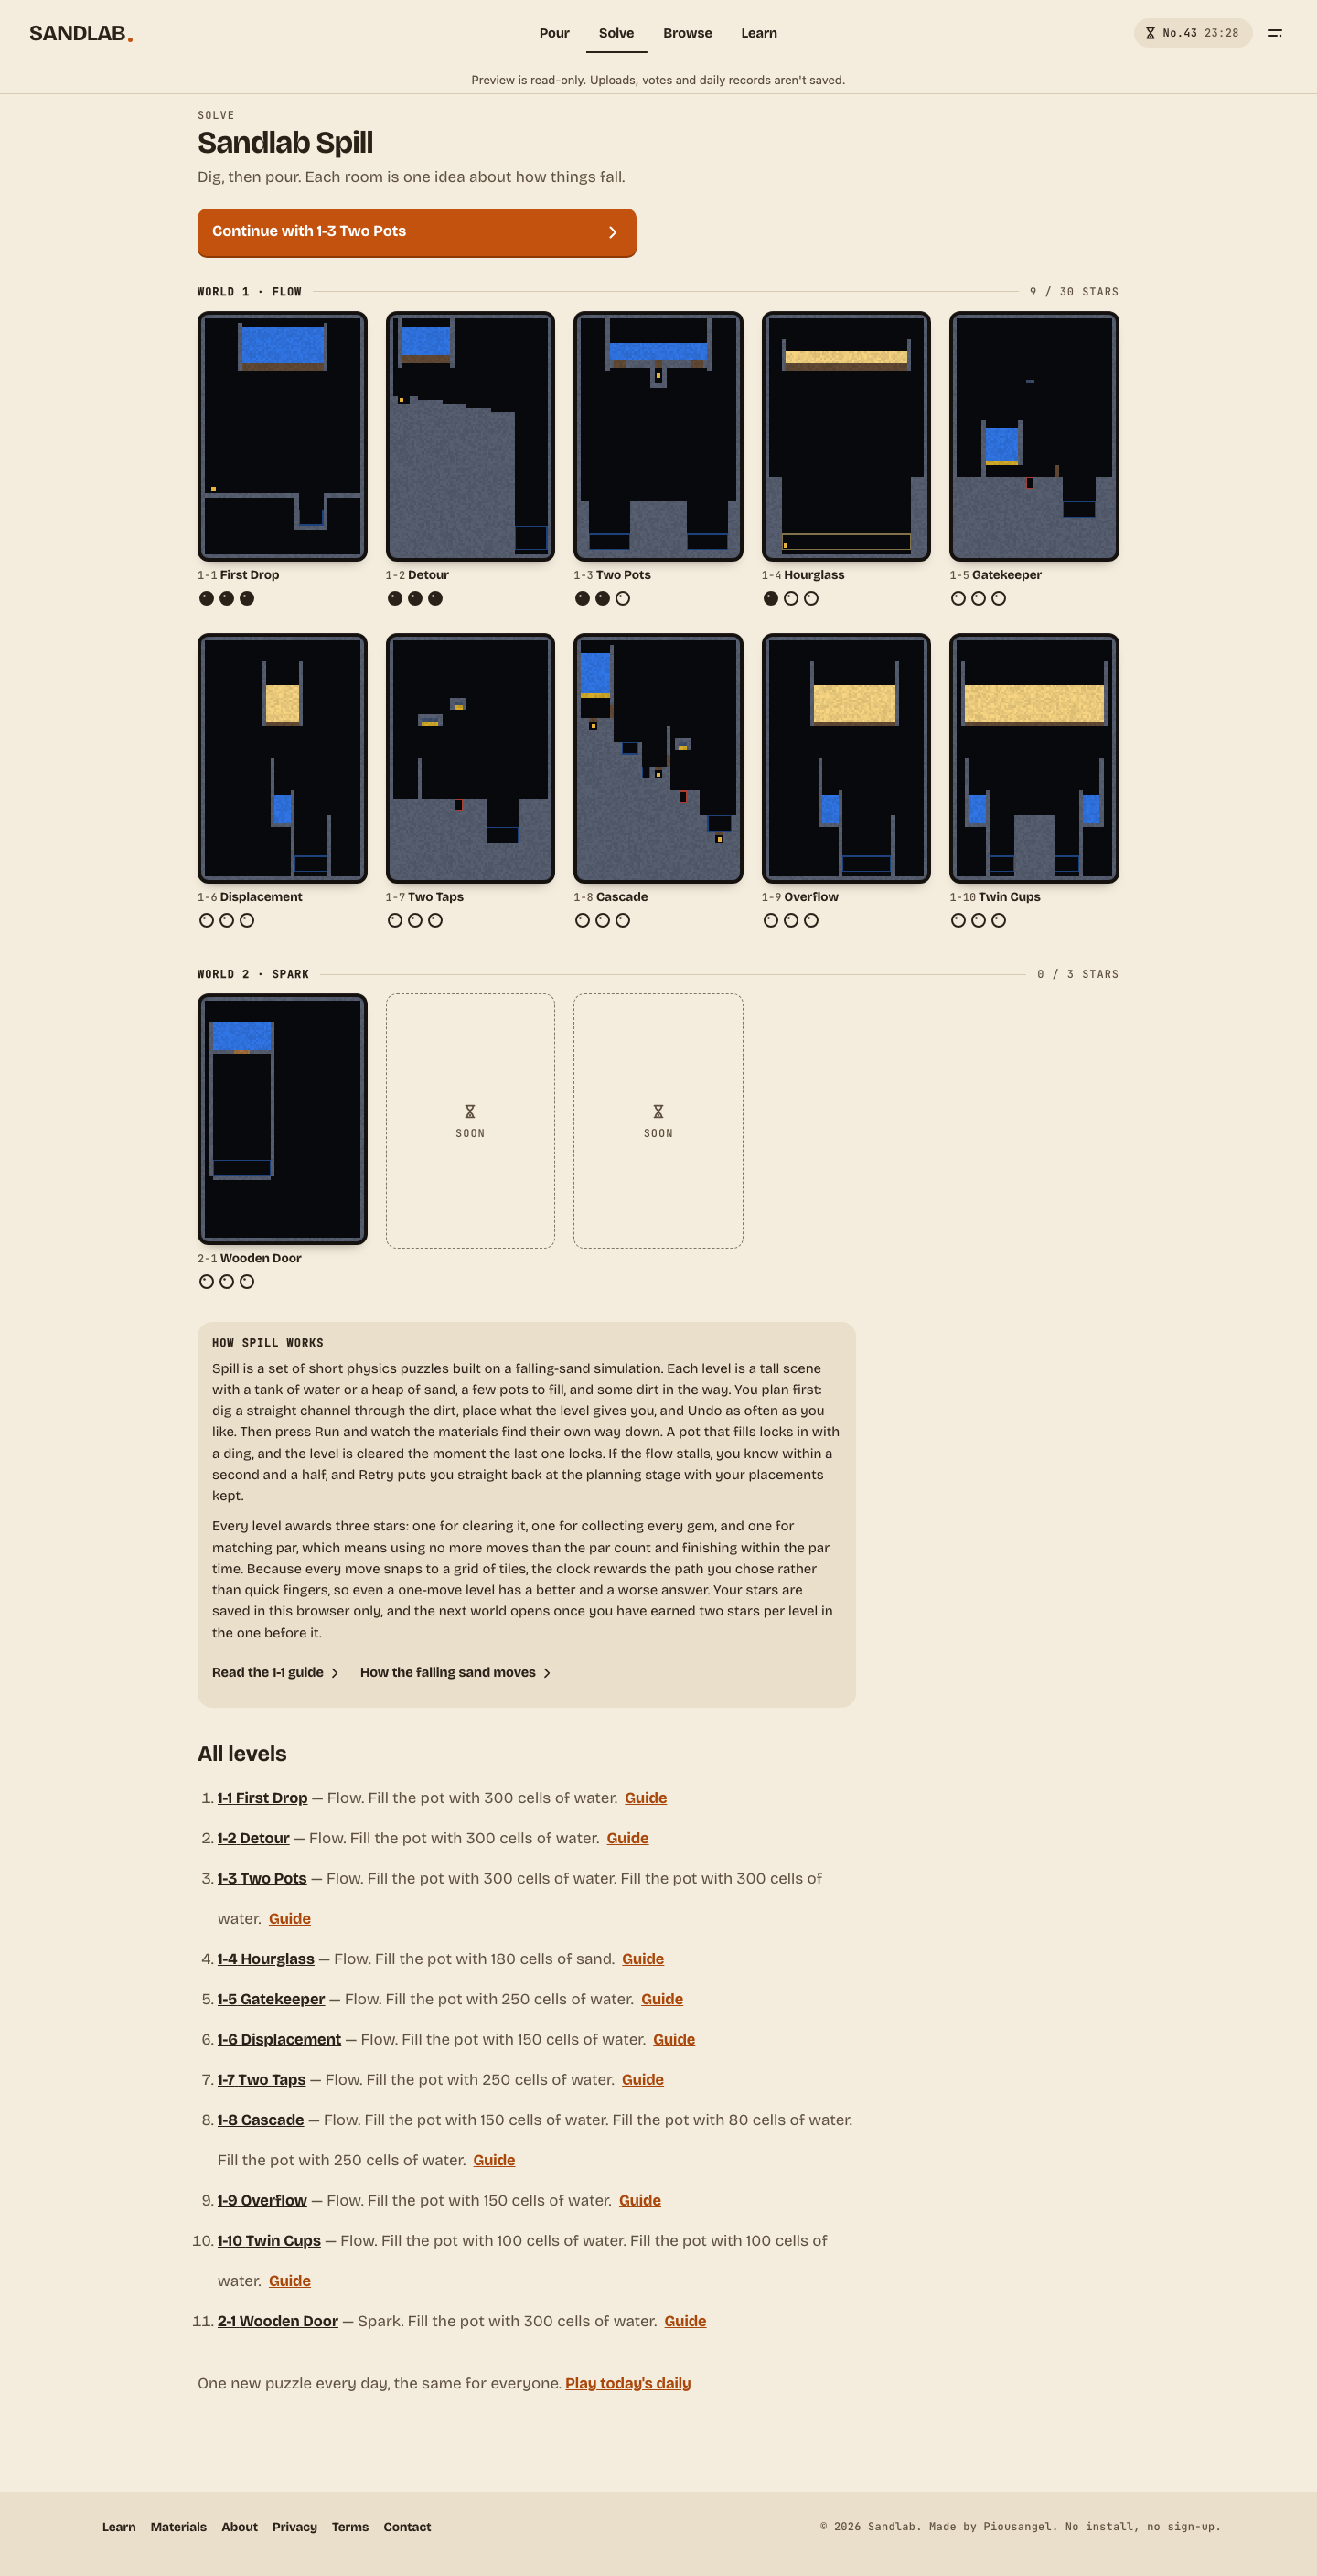 SANDLAB.
Pour Solve Browse Learn
No.43 23:28
Preview is read-only. Uploads, votes and daily records aren't saved.
SOLVE
Sandlab Spill
Dig, then pour. Each room is one idea about how things fall.
Continue with 1-3 Two Pots
WORLD 1 · FLOW
9 / 30 STARS
1-1 First Drop
1-2 Detour
1-3 Two Pots
1-4 Hourglass
1-5 Gatekeeper
1-6 Displacement
1-7 Two Taps
1-8 Cascade
1-9 Overflow
1-10 Twin Cups
WORLD 2 · SPARK
0 / 3 STARS
SOON
SOON
2-1 Wooden Door
HOW SPILL WORKS
Spill is a set of short physics puzzles built on a falling-sand simulation. Each level is a tall scene
with a tank of water or a heap of sand, a few pots to fill, and some dirt in the way. You plan first:
dig a straight channel through the dirt, place what the level gives you, and Undo as often as you
like. Then press Run and watch the materials find their own way down. A pot that fills locks in with
a ding, and the level is cleared the moment the last one locks. If the flow stalls, you know within a
second and a half, and Retry puts you straight back at the planning stage with your placements
kept.
Every level awards three stars: one for clearing it, one for collecting every gem, and one for
matching par, which means using no more moves than the par count and finishing within the par
time. Because every move snaps to a grid of tiles, the clock rewards the path you chose rather
than quick fingers, so even a one-move level has a better and a worse answer. Your stars are
saved in this browser only, and the next world opens once you have earned two stars per level in
the one before it.
Read the 1-1 guide
How the falling sand moves
All levels
1. 1-1 First Drop — Flow. Fill the pot with 300 cells of water. Guide
2. 1-2 Detour — Flow. Fill the pot with 300 cells of water. Guide
3. 1-3 Two Pots — Flow. Fill the pot with 300 cells of water. Fill the pot with 300 cells of
water. Guide
4. 1-4 Hourglass — Flow. Fill the pot with 180 cells of sand. Guide
5. 1-5 Gatekeeper — Flow. Fill the pot with 250 cells of water. Guide
6. 1-6 Displacement — Flow. Fill the pot with 150 cells of water. Guide
7. 1-7 Two Taps — Flow. Fill the pot with 250 cells of water. Guide
8. 1-8 Cascade — Flow. Fill the pot with 150 cells of water. Fill the pot with 80 cells of water.
Fill the pot with 250 cells of water. Guide
9. 1-9 Overflow — Flow. Fill the pot with 150 cells of water. Guide
10. 1-10 Twin Cups — Flow. Fill the pot with 100 cells of water. Fill the pot with 100 cells of
water. Guide
11. 2-1 Wooden Door — Spark. Fill the pot with 300 cells of water. Guide
One new puzzle every day, the same for everyone. Play today's daily
Learn Materials About Privacy Terms Contact
© 2026 Sandlab. Made by Piousangel. No install, no sign-up.